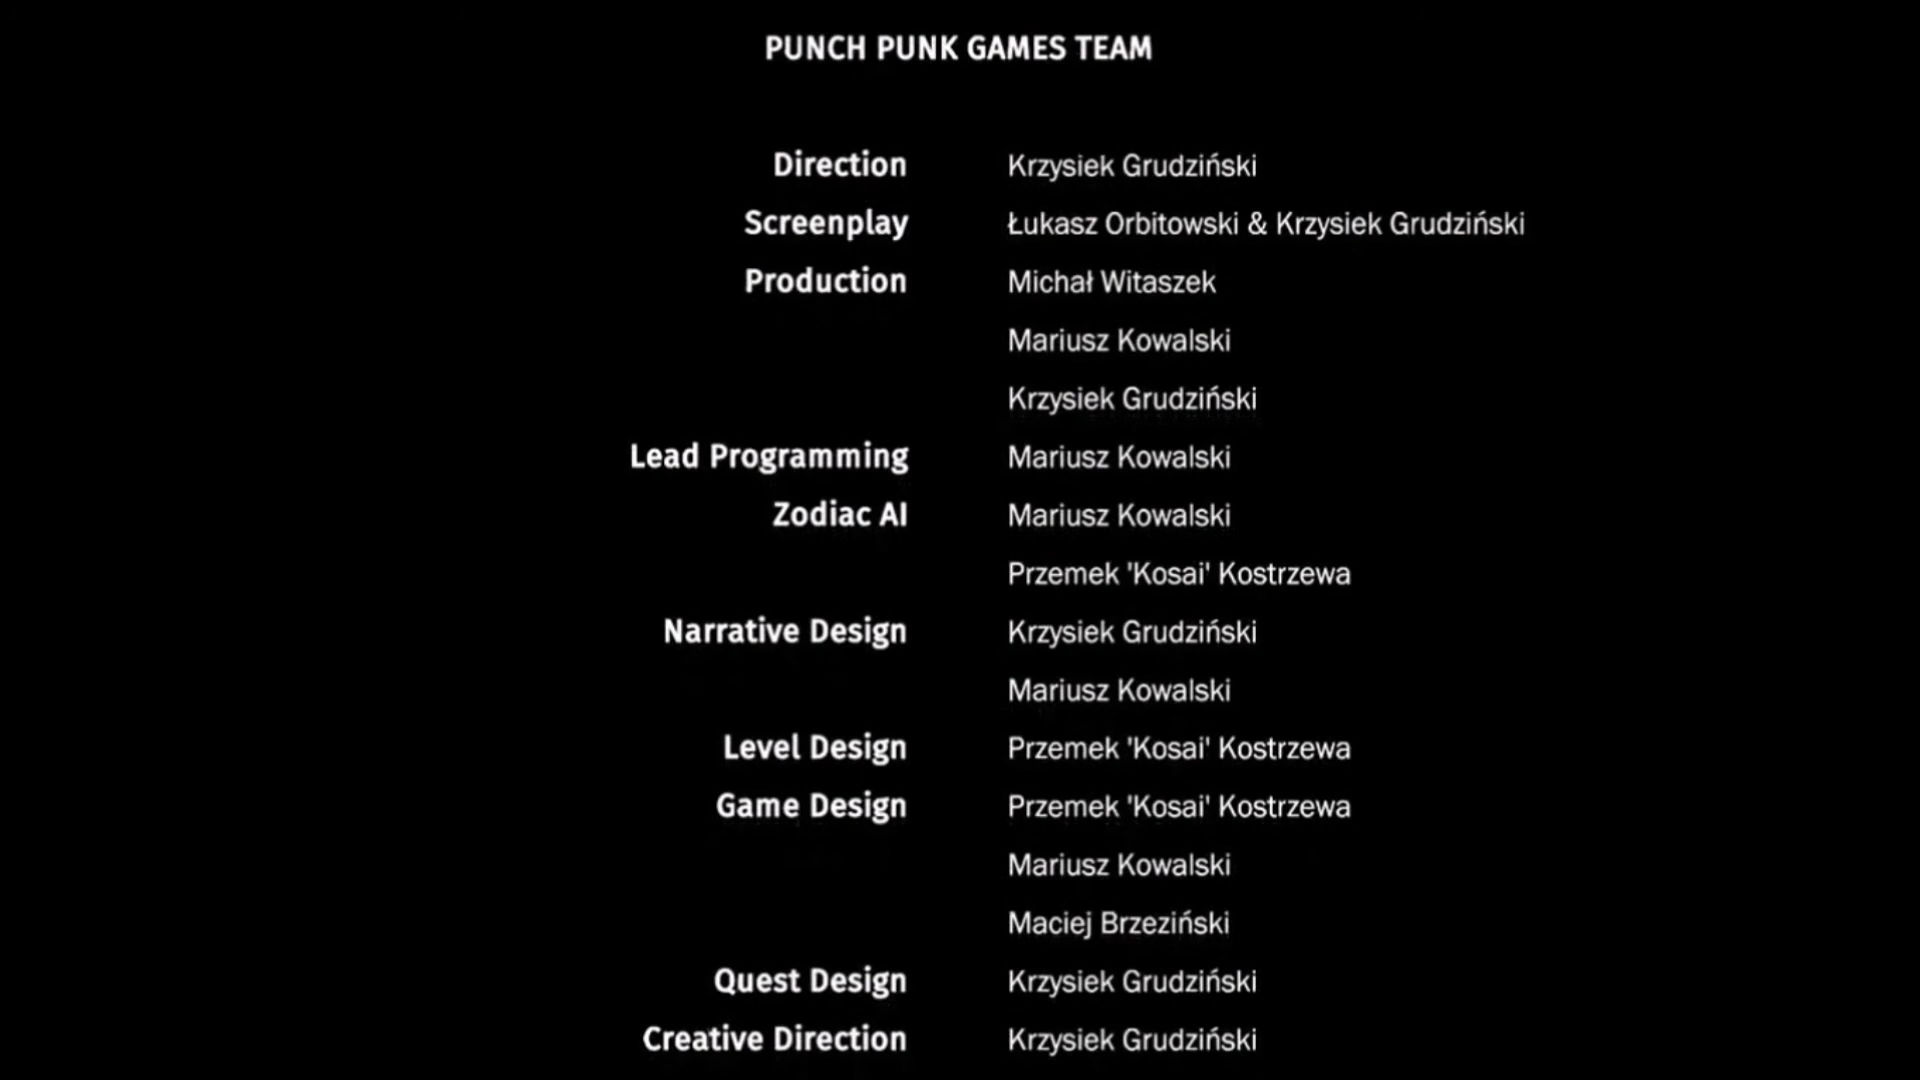 PUNCH PUNK GAMES TEAM
Direction Krzysiek Grudziński
Screenplay Łukasz Orbitowski & Krzysiek Grudziński
Production Michał Witaszek
Mariusz Kowalski
Krzysiek Grudziński
Lead Programming Mariusz Kowalski
Zodiac AI Mariusz Kowalski
Przemek 'Kosai' Kostrzewa
Narrative Design Krzysiek Grudziński
Mariusz Kowalski
Level Design Przemek 'Kosai' Kostrzewa
Game Design Przemek 'Kosai' Kostrzewa
Mariusz Kowalski
Maciej Brzeziński
Quest Design Krzysiek Grudziński
Creative Direction Krzysiek Grudziński